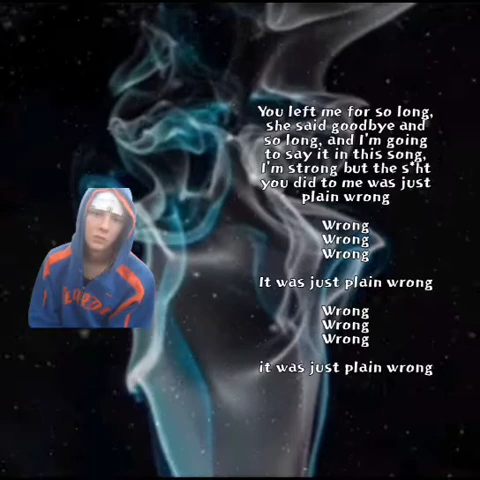 You left me for so long,
she said goodbye and
so long, and I'm going
to say it in this song,
I'm strong but the s*ht
you did to me was just
plain wrong
Wrong
Wrong
Wrong
It was just plain wrong
Wrong
Wrong
Wrong
it was just plain wrong